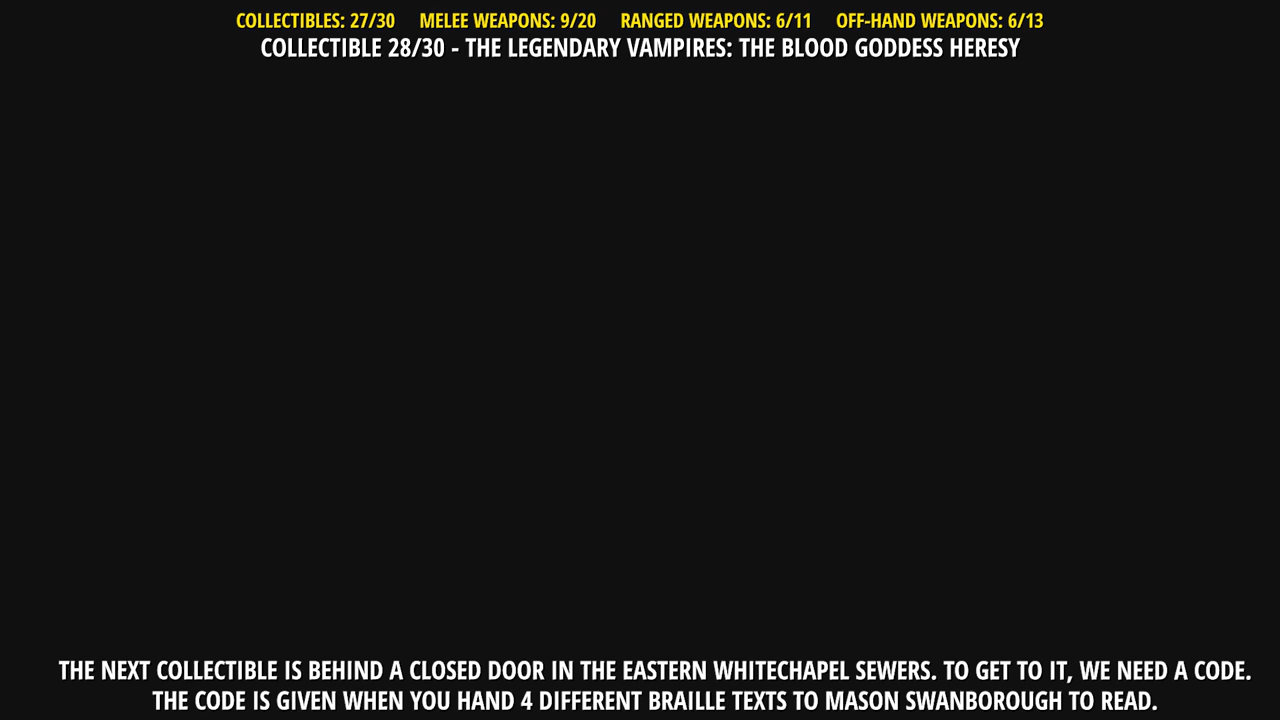 COLLECTIBLES: 27/30 MELEE WEAPONS: 9/20 RANGED WEAPONS: 6/11 OFF-HAND WEAPONS: 6/13
COLLECTIBLE 28/30 - THE LEGENDARY VAMPIRES: THE BLOOD GODDESS HERESY
THE NEXT COLLECTIBLE IS BEHIND A CLOSED DOOR IN THE EASTERN WHITECHAPEL SEWERS. TO GET TO IT, WE NEED A CODE.
THE CODE IS GIVEN WHEN YOU HAND 4 DIFFERENT BRAILLE TEXTS TO MASON SWANBOROUGH TO READ.